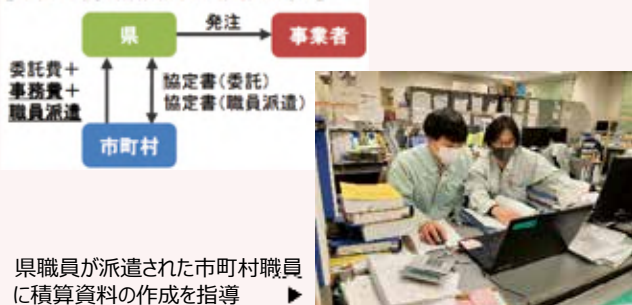 発注
県
事業者
委託費+
事務費+
職員派遣
協定書(委託)
協定書(職員派遣)
市町村
県職員が派遣された市町村職員
に積算資料の作成を指導 ▶